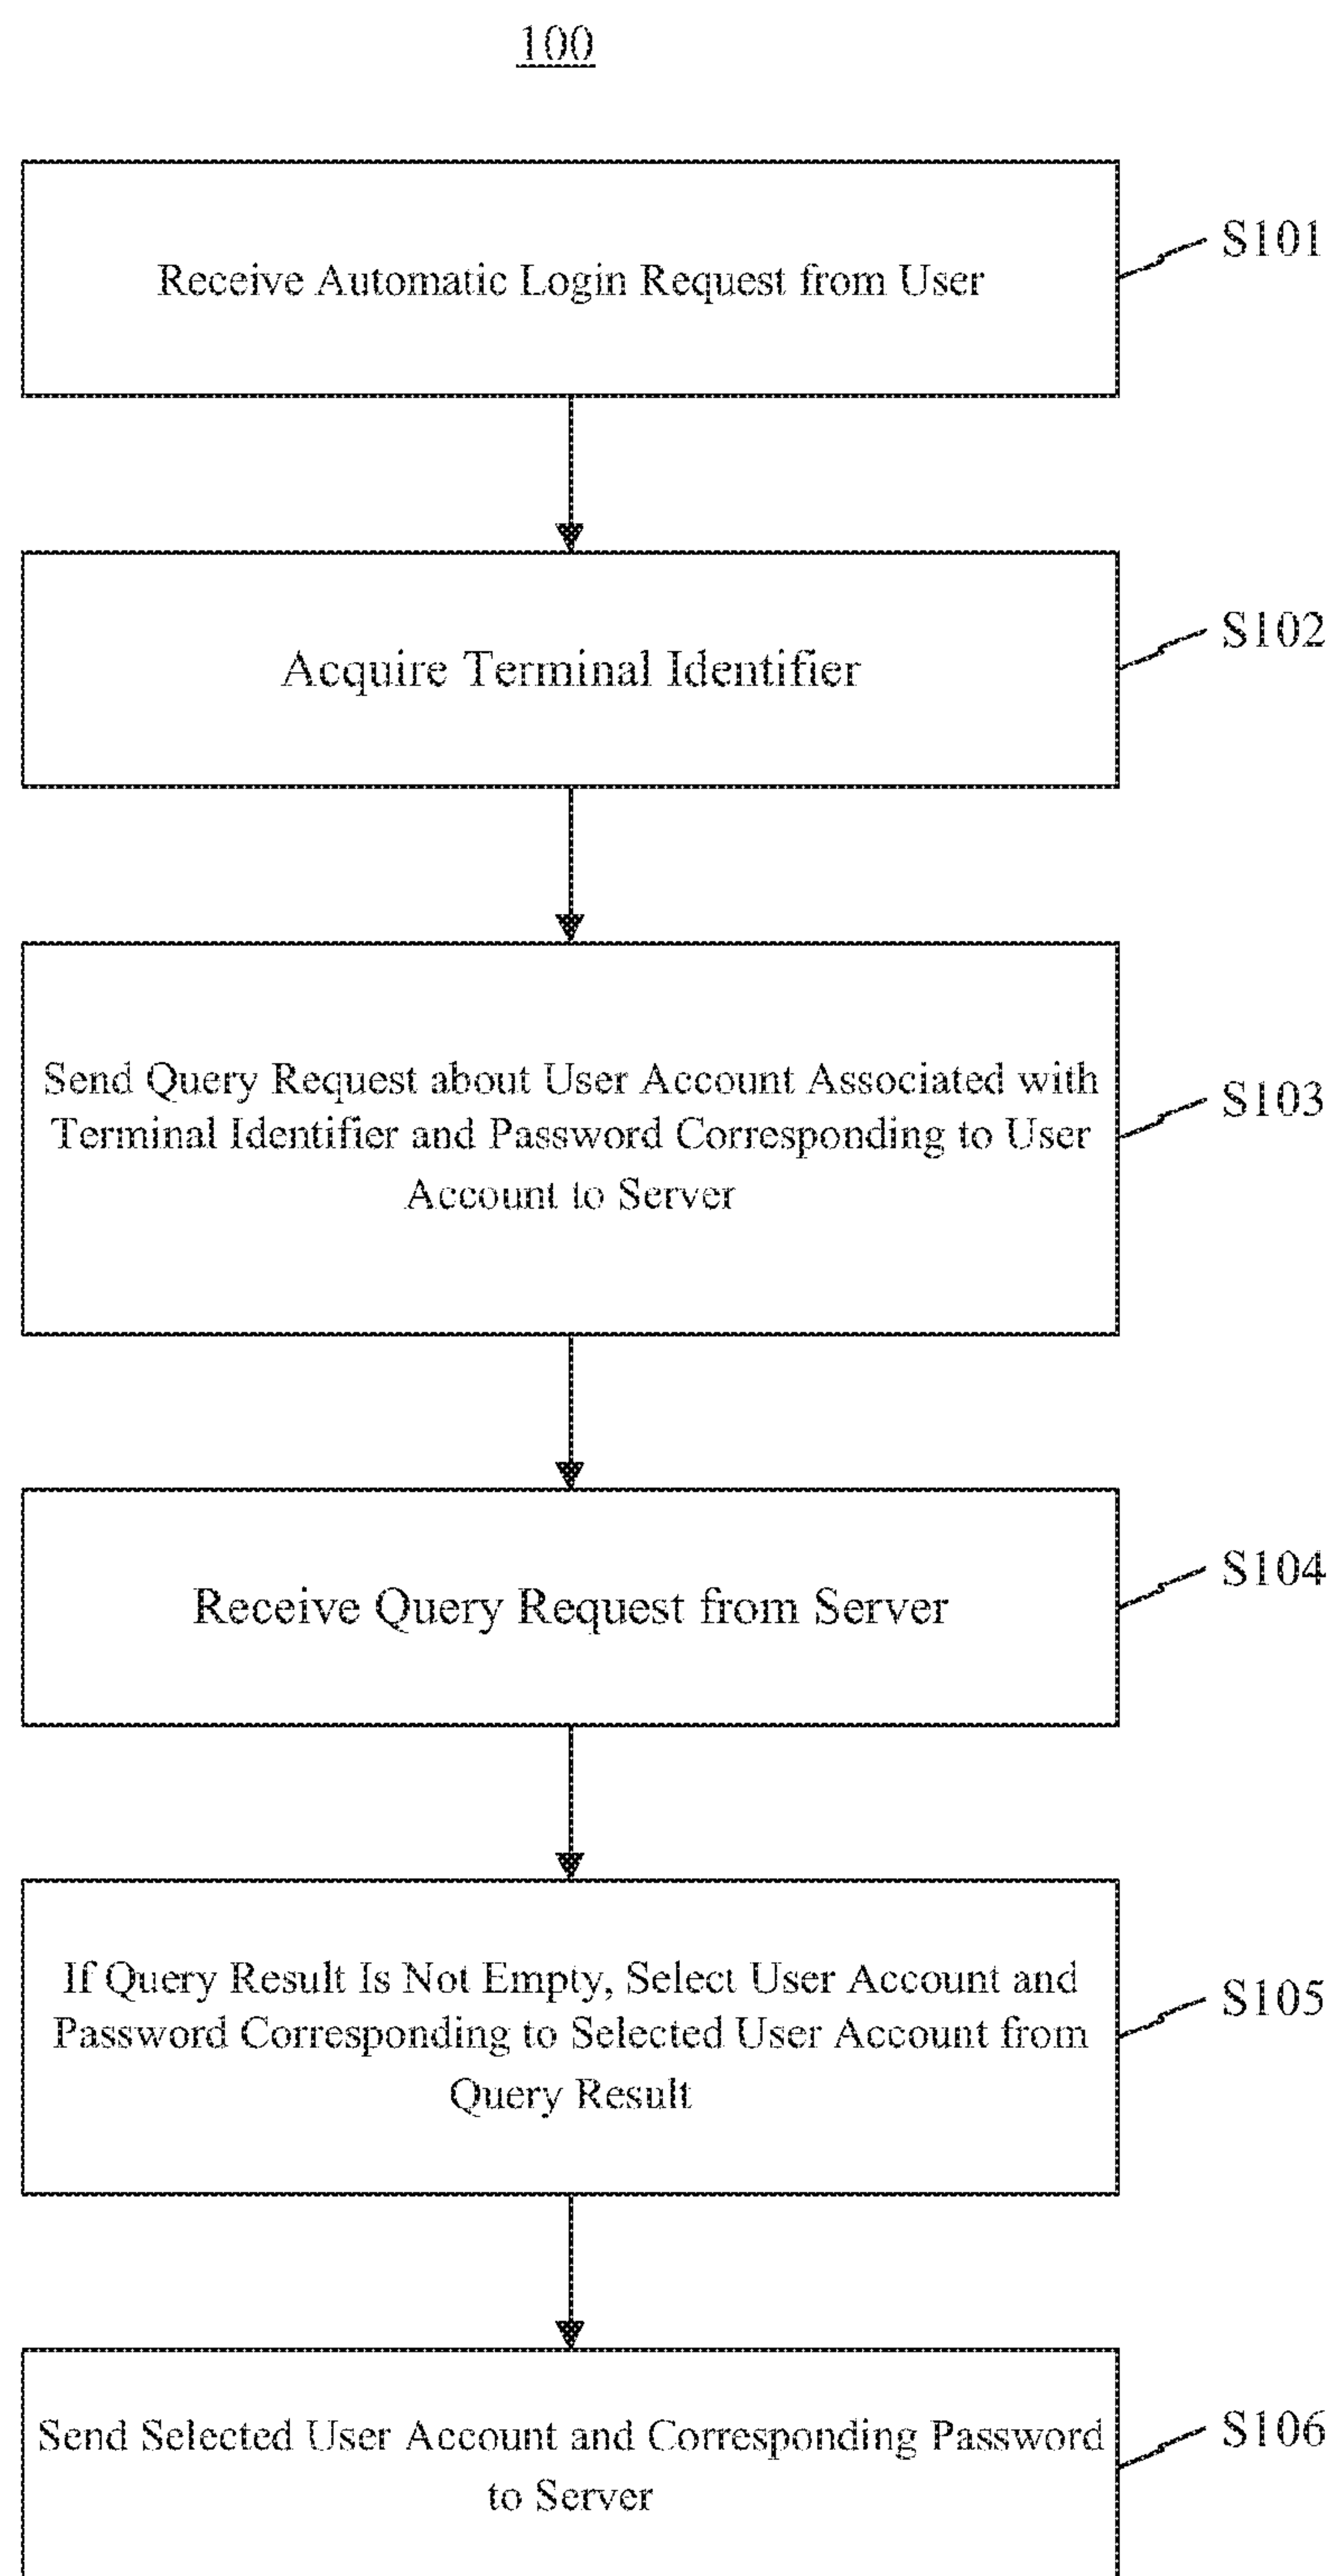 100
Receive Automatic Login Request from User
S101
Acquire Terminal Identifier
S102
Send Query Request about User Account Associated with
Terminal Identifier and Password Corresponding to User
Account to Server
S103
Receive Query Request from Server
S104
If Query Result Is Not Empty, Select User Account and
Password Corresponding to Selected User Account from
Query Result
S105
Send Selected User Account and Corresponding Password
to Server
S106